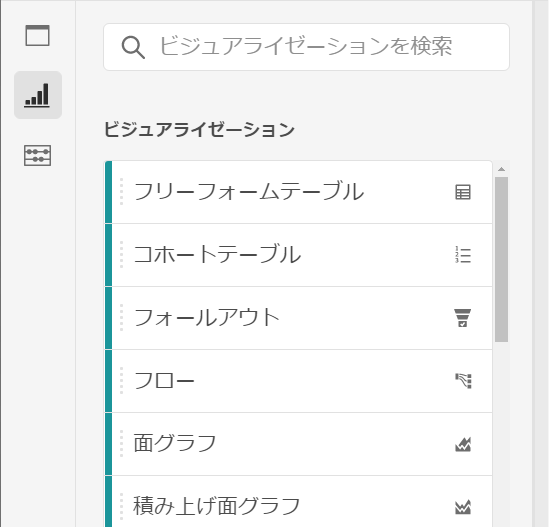 ビジュアライゼーションを検索
ビジュアライゼーション
フリーフォームテーブル
コホートテーブル
フォールアウト
フロー
面グラフ
積み上げ面グラフ